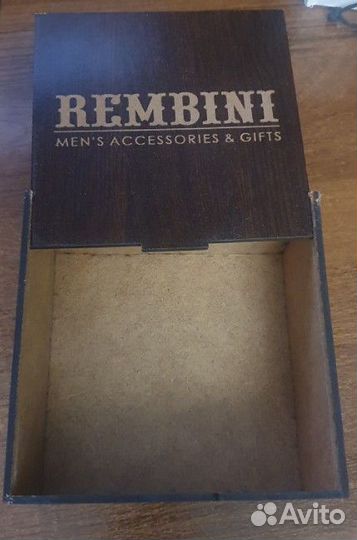 REMBINI
MEN'S ACCESSORIES & GIFTS
Avito